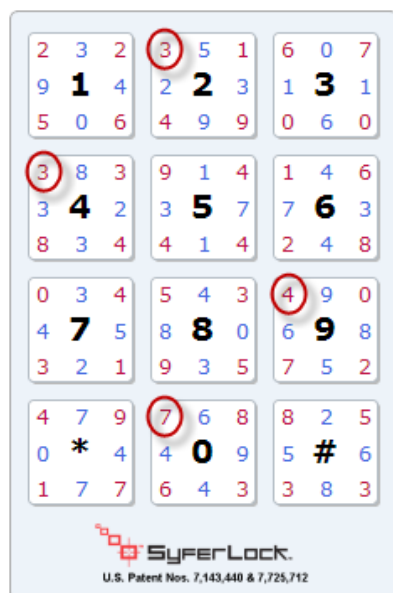 2 3 2 3 5 1 6 0 7
9 1 4 2 2 3 1 3 1
5 0 6 4 9 9 0 6 0
3 8 3 9 1 4 1 4 6
3 4 2 3 5 7 7 6 3
8 3 4 4 1 4 2 4 8
0 3 4 5 4 3 4 9 0
4 7 5 8 8 0 6 9 8
3 2 1 9 3 5 7 5 2
4 7 9 7 6 8 8 2 5
0 * 4 4 0 9 5 # 6
1 7 7 6 4 3 3 8 3
SyferLock.
U.S. Patent Nos. 7,143,440 & 7,725,712